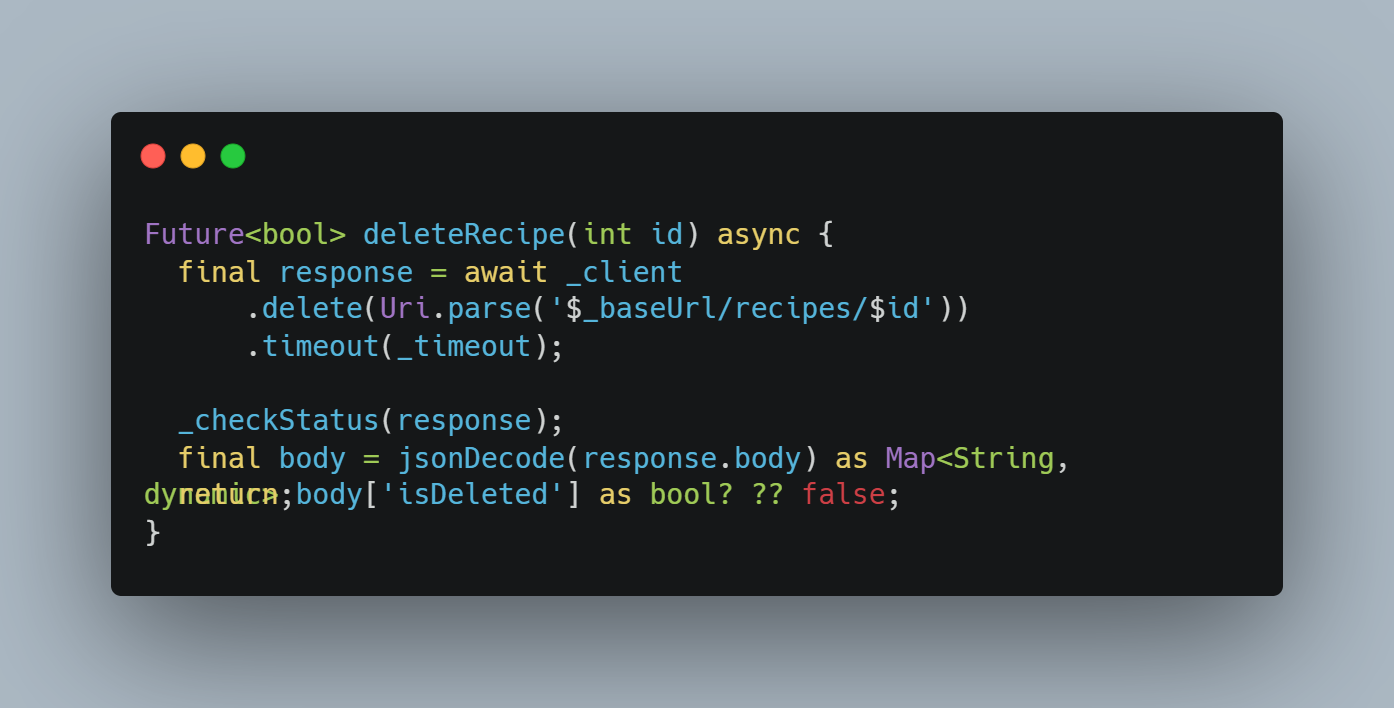 Future<bool> deleteRecipe(int id) async {
  final response = await _client
      .delete(Uri.parse('$_baseUrl/recipes/$id'))
      .timeout(_timeout);

  _checkStatus(response);
  final body = jsonDecode(response.body) as Map<String,
dynamic>;
  return body['isDeleted'] as bool? ?? false;
}